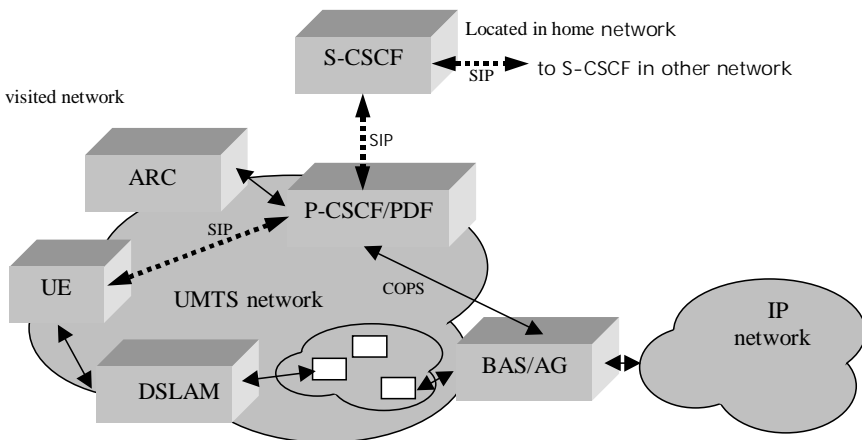 Located in home network
S-CSCF
SIP
to S-CSCF in other network
visited network
SIP
ARC
P-CSCF/PDF
SIP
UE
UMTS network
COPS
IP
network
BAS/AG
DSLAM